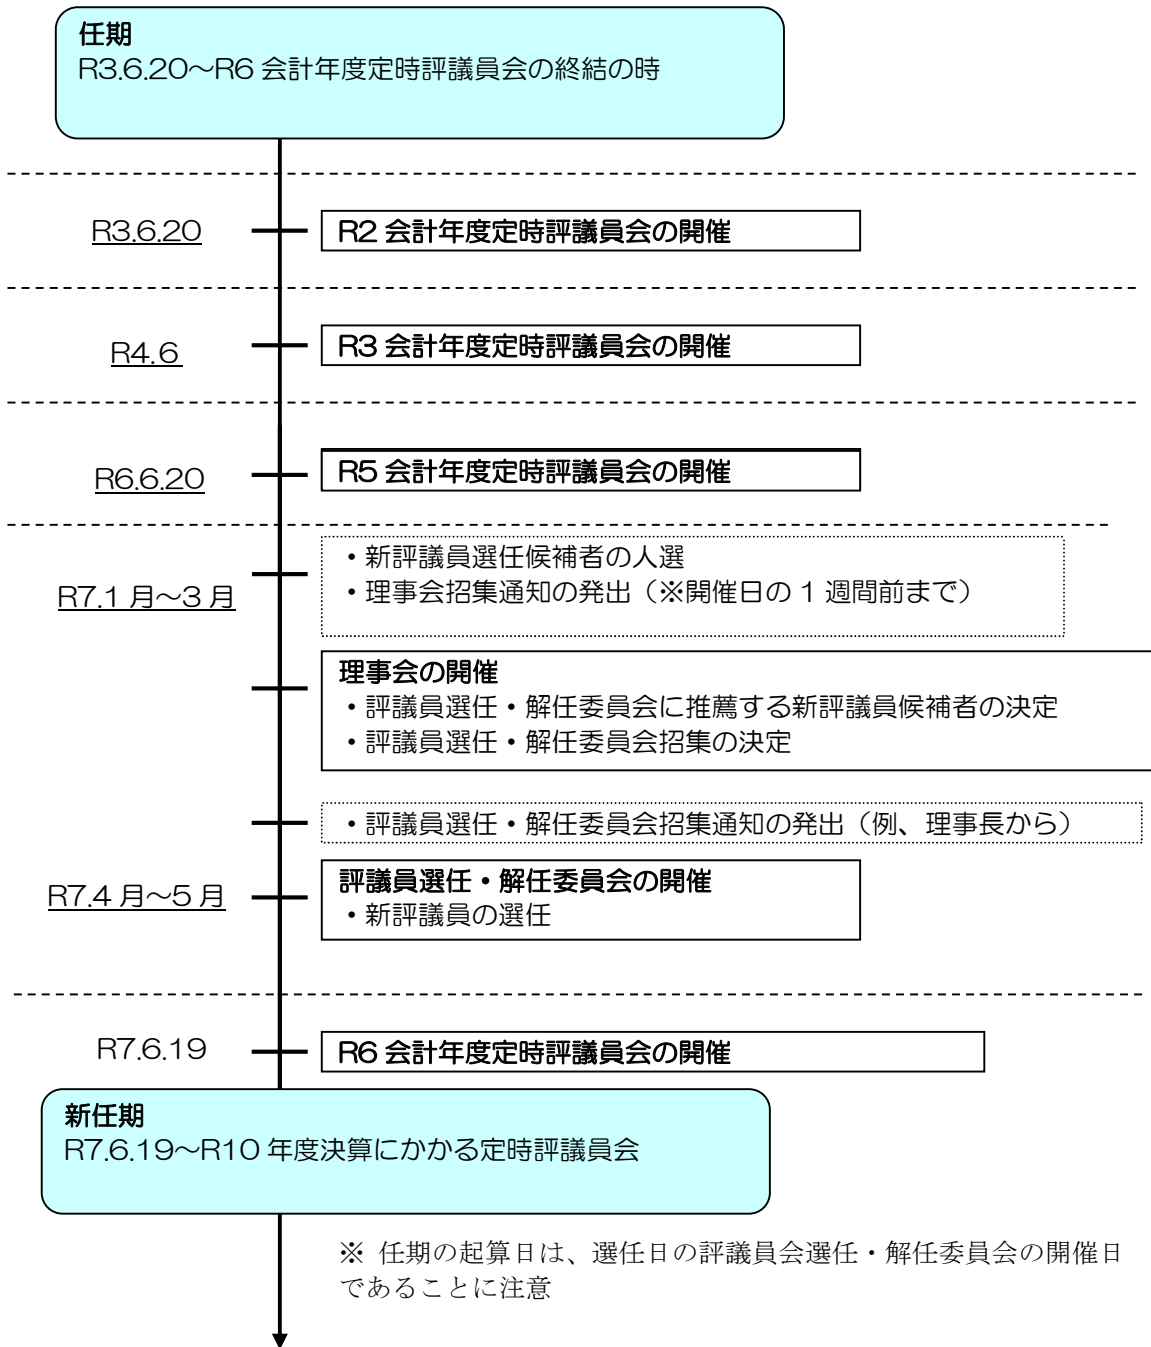 任期
R3.6.20～R6 会計年度定時評議員会の終結の時
R3.6.20
R2 会計年度定時評議員会の開催
R4.6
R3 会計年度定時評議員会の開催
R6.6.20
R5 会計年度定時評議員会の開催
R7.1 月～3 月
・新評議員選任候補者の人選
・理事会招集通知の発出（※開催日の 1 週間前まで）
理事会の開催
・評議員選任・解任委員会に推薦する新評議員候補者の決定
・評議員選任・解任委員会招集の決定
・評議員選任・解任委員会招集通知の発出（例、理事長から）
R7.4 月～5 月
評議員選任・解任委員会の開催
・新評議員の選任
R7.6.19
R6 会計年度定時評議員会の開催
新任期
R7.6.19～R10 年度決算にかかる定時評議員会
※ 任期の起算日は、選任日の評議員会選任・解任委員会の開催日
であることに注意